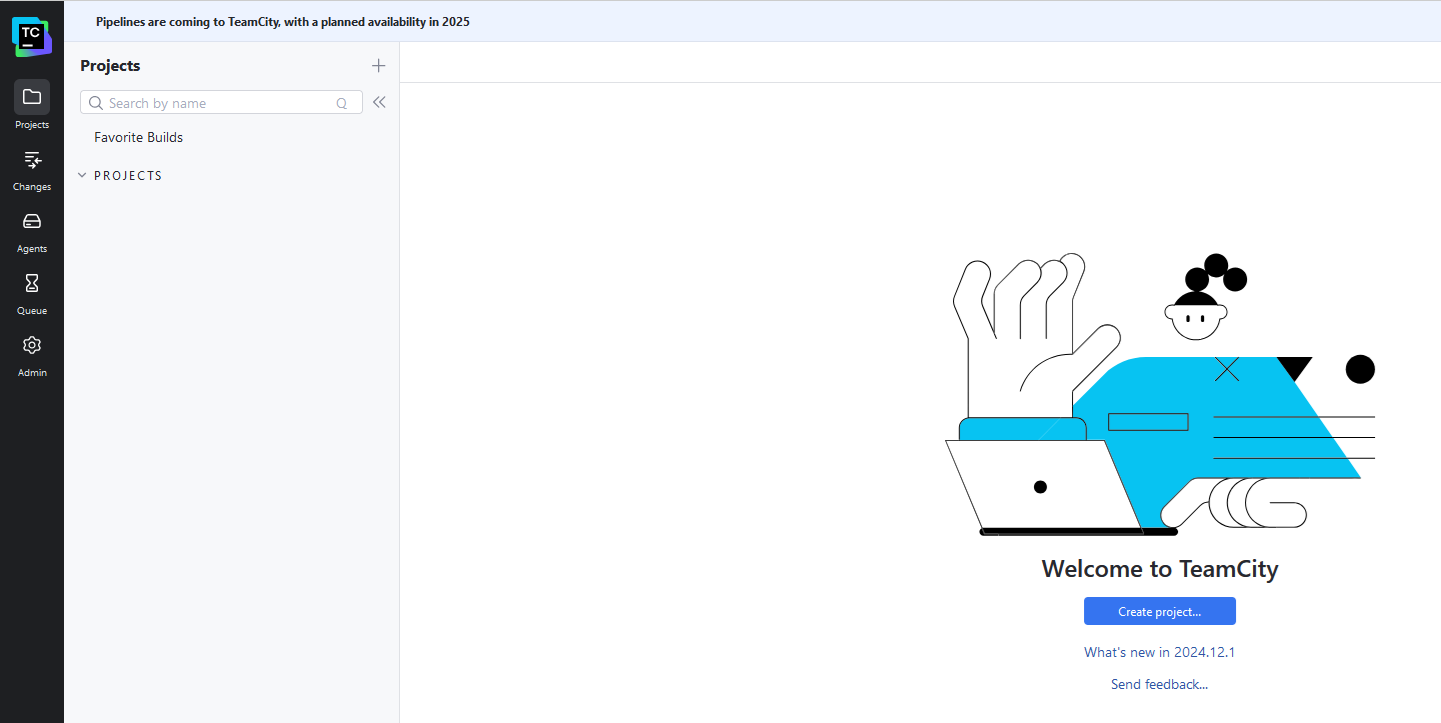 Pipelines are coming to TeamCity, with a planned availability in 2025
TC
Projects
Changes
Agents
Queue
Admin
Projects
Search by name
Q
Favorite Builds
PROJECTS
Welcome to TeamCity
Create project...
What's new in 2024.12.1
Send feedback...